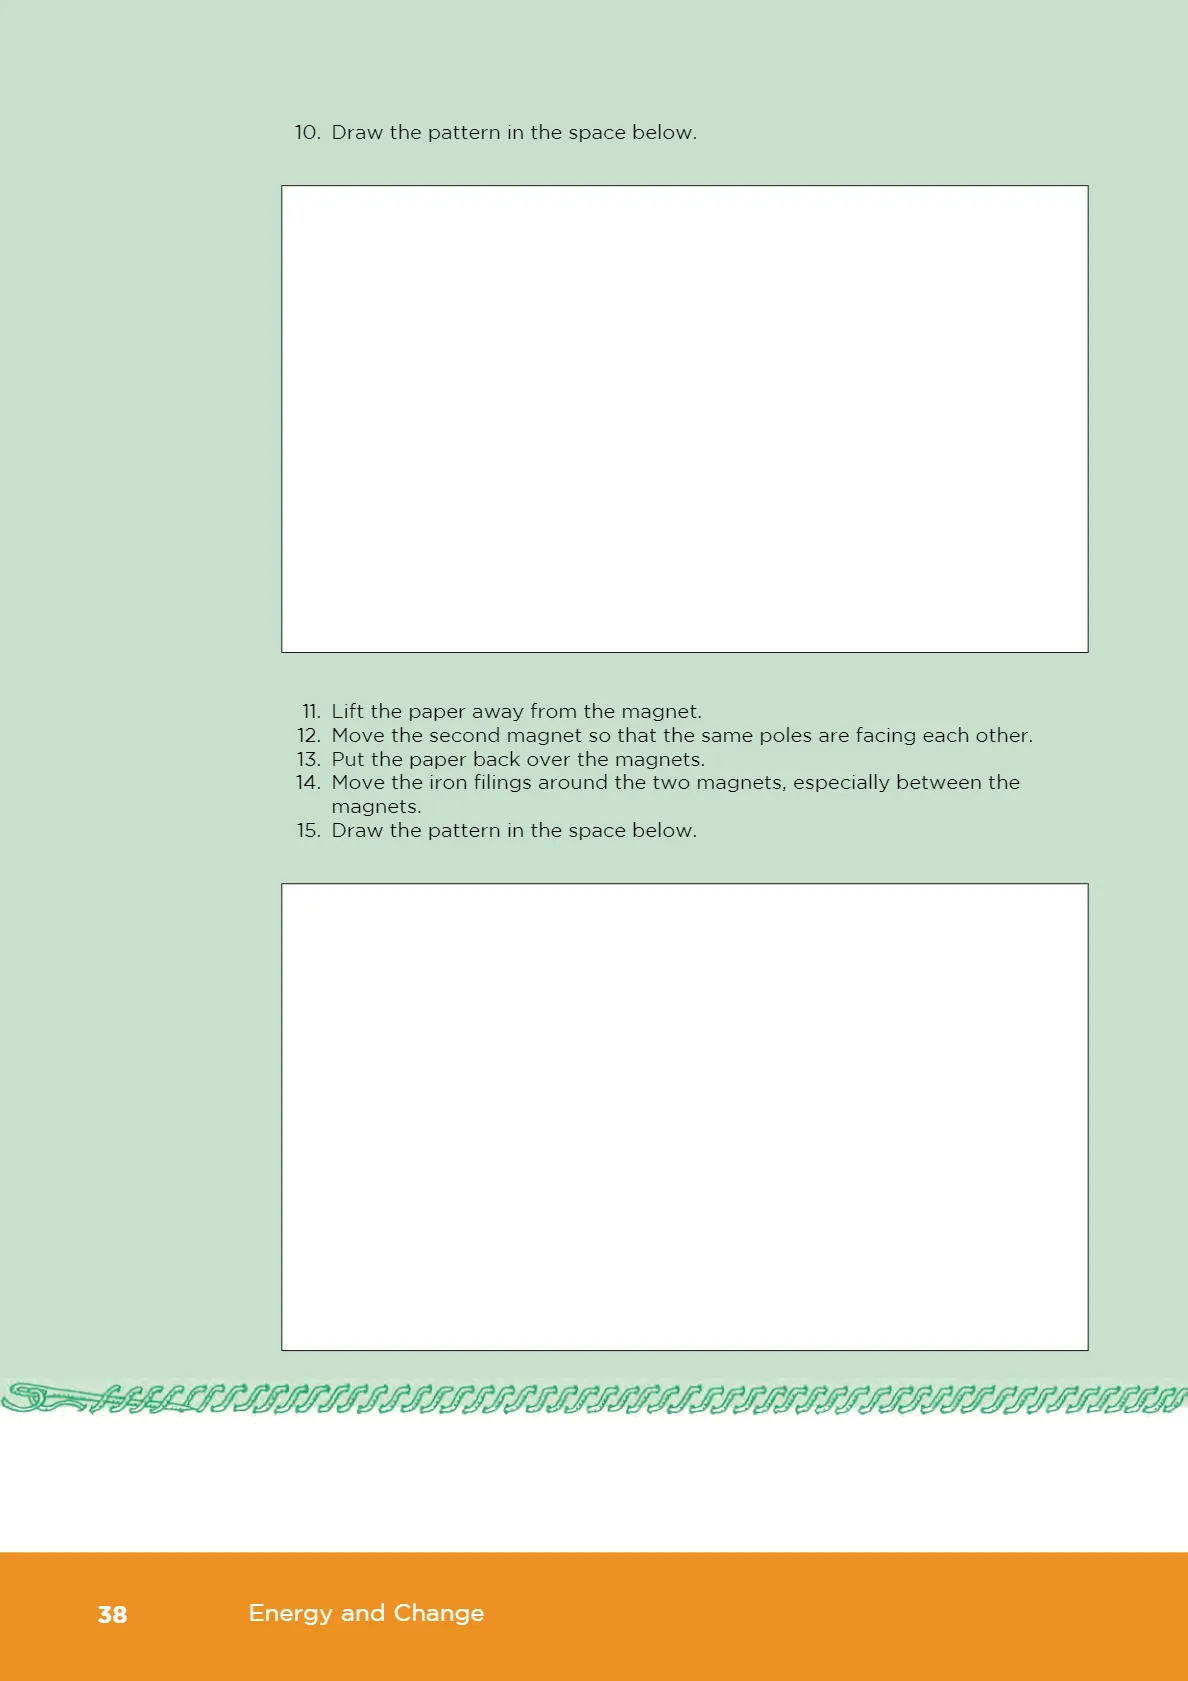 10. Draw the pattern in the space below.
11. Lift the paper away from the magnet.
12. Move the second magnet so that the same poles are facing each other.
13. Put the paper back over the magnets.
14. Move the iron filings around the two magnets, especially between the
magnets.
15. Draw the pattern in the space below.
38 Energy and Change